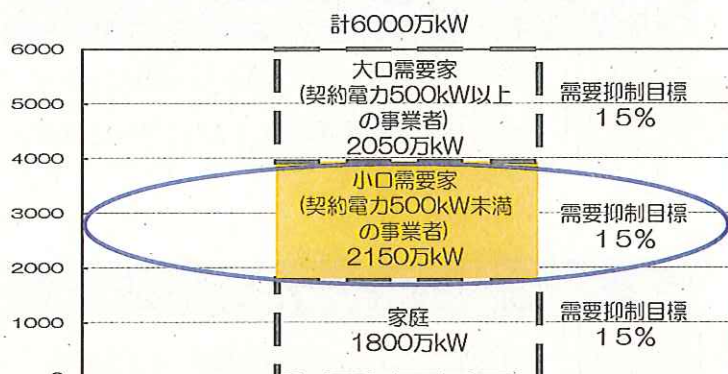 計6000万kW
6000
5000
4000
3000
2000
1000
大口需要家
(契約電力500kW以上
の事業者)
2050万kW
需要抑制目標
15%
小口需要家
(契約電力500kW未満
の事業者)
2150万kW
需要抑制目標
15%
家庭
1800万kW
需要抑制目標
15%